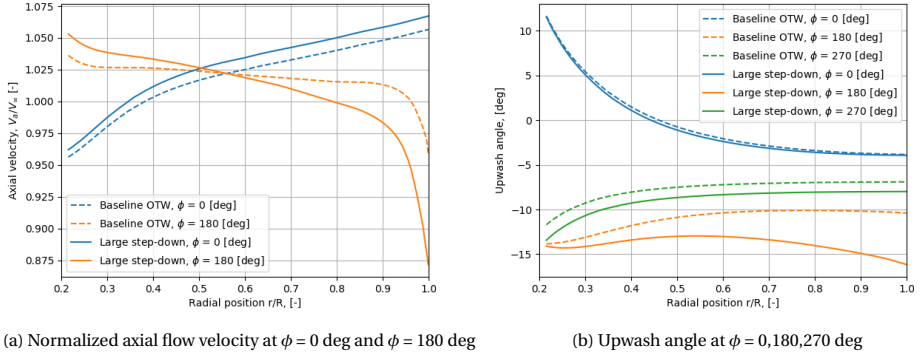 1.075
1.050
1.025
1.000
0.975
0.950
0.925
0.900
0.875
Axial velocity, Va/V∞ [-]
Baseline OTW, ϕ = 0 [deg]
Baseline OTW, ϕ = 180 [deg]
Large step-down, ϕ = 0 [deg]
Large step-down, ϕ = 180 [deg]
0.2 0.3 0.4 0.5 0.6 0.7 0.8 0.9 1.0
Radial position r/R, [-]
(a) Normalized axial flow velocity at ϕ = 0 deg and ϕ = 180 deg
10
5
0
−5
−10
−15
Upwash angle, [deg]
Baseline OTW, ϕ = 0 [deg]
Baseline OTW, ϕ = 180 [deg]
Baseline OTW, ϕ = 270 [deg]
Large step-down, ϕ = 0 [deg]
Large step-down, ϕ = 180 [deg]
Large step-down, ϕ = 270 [deg]
0.2 0.3 0.4 0.5 0.6 0.7 0.8 0.9 1.0
Radial position r/R, [-]
(b) Upwash angle at ϕ = 0,180,270 deg